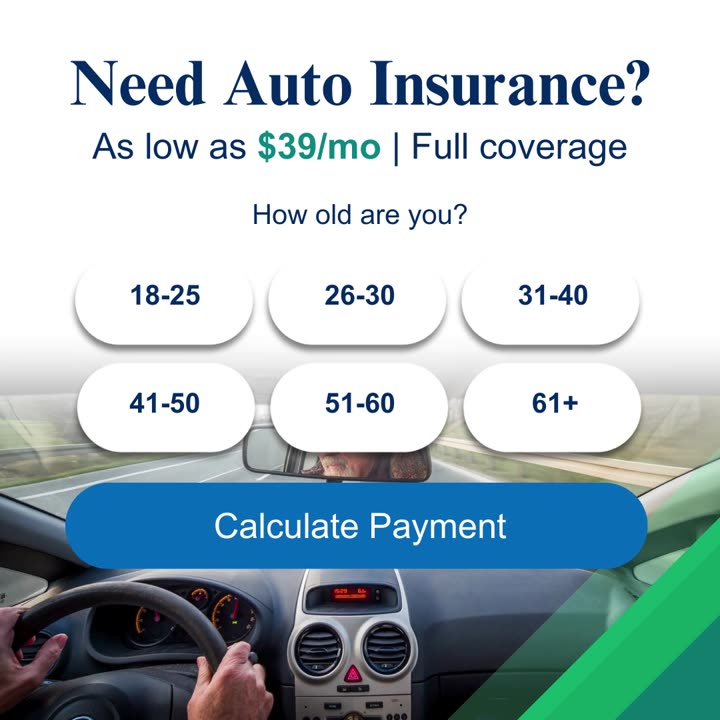 Need Auto Insurance?
As low as $39/mo | Full coverage
How old are you?
18-25 26-30 31-40
41-50 51-60 61+
Calculate Payment